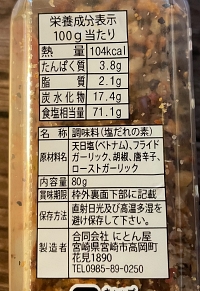 栄養成分表示
100g当たり
熱量 104kcal
たんぱく質 3.8g
脂質 2.1g
炭水化物 17.4g
食塩相当量 71.1g
名称 調味料(塩だれの素)
原材料名 天日塩(ベトナム)、フライド
ガーリック、胡椒、唐辛子、
ローストガーリック
内容量 80g
賞味期限 枠外裏面下部に記載
保存方法 直射日光及び高温多湿を
避け保存して下さい。
製造者 合同会社 にとん屋
宮崎県宮崎市高岡町
花見1890
TEL0985-89-0250